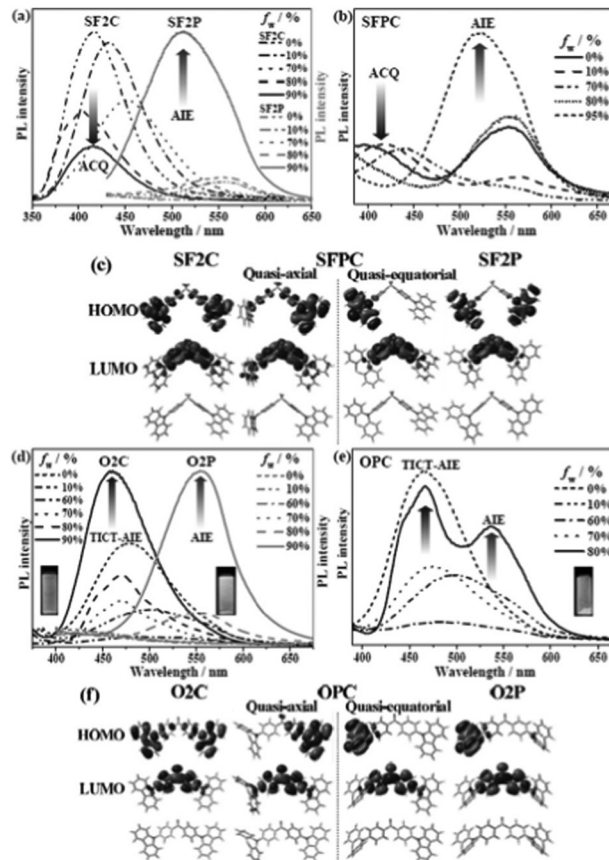 (a)
SF2C
SF2P
fw / %
SF2C
0%
10%
70%
80%
90%
SF2P
0%
10%
70%
80%
90%
ACQ
AIE
PL intensity
PL intensity
350 400 450 500 550 600 650
Wavelength / nm
(b)
SFPC
AIE
fw / %
0%
10%
70%
80%
95%
ACQ
PL intensity
400 450 500 550 600 650
Wavelength / nm
(c)
SF2C SFPC SF2P
Quasi-axial Quasi-equatorial
HOMO
LUMO
(d)
fw / %
0%
10%
60%
70%
80%
90%
O2C
O2P
TICT-AIE
AIE
fw / %
0%
10%
60%
70%
80%
90%
PL intensity
400 450 500 550 600 650
Wavelength / nm
(e)
OPC
TICT-AIE
AIE
fw / %
0%
10%
60%
70%
80%
PL intensity
400 450 500 550 600 650
Wavelength / nm
(f)
O2C OPC O2P
Quasi-axial Quasi-equatorial
HOMO
LUMO